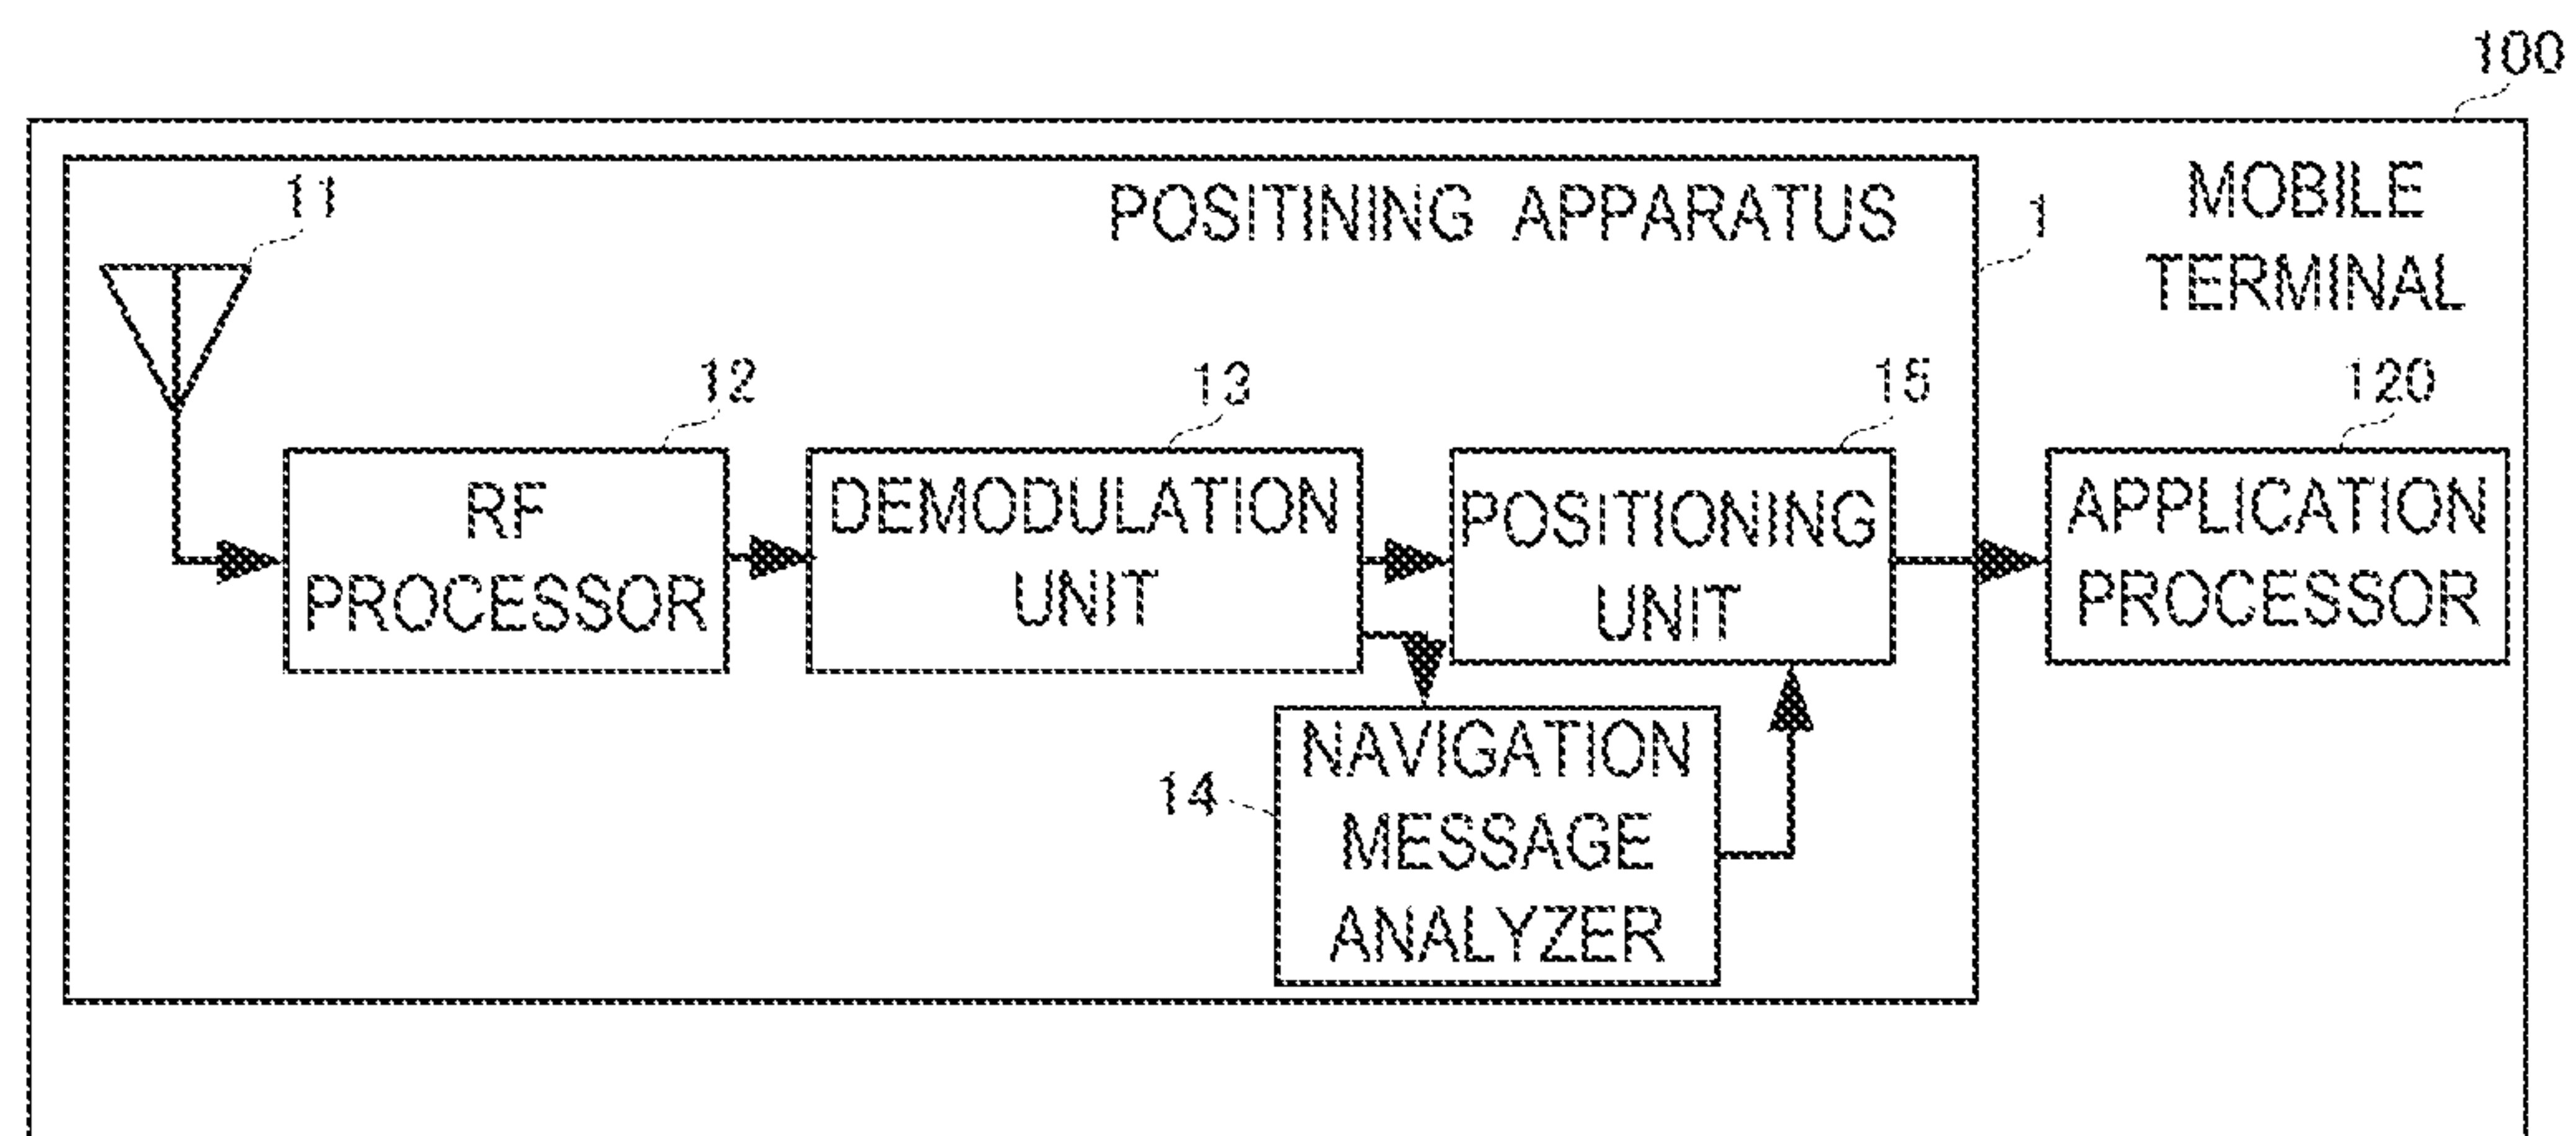 100
11
POSITINING APPARATUS
1
MOBILE
TERMINAL
12
13
15
120
RF
PROCESSOR
DEMODULATION
UNIT
POSITIONING
UNIT
APPLICATION
PROCESSOR
14
NAVIGATION
MESSAGE
ANALYZER